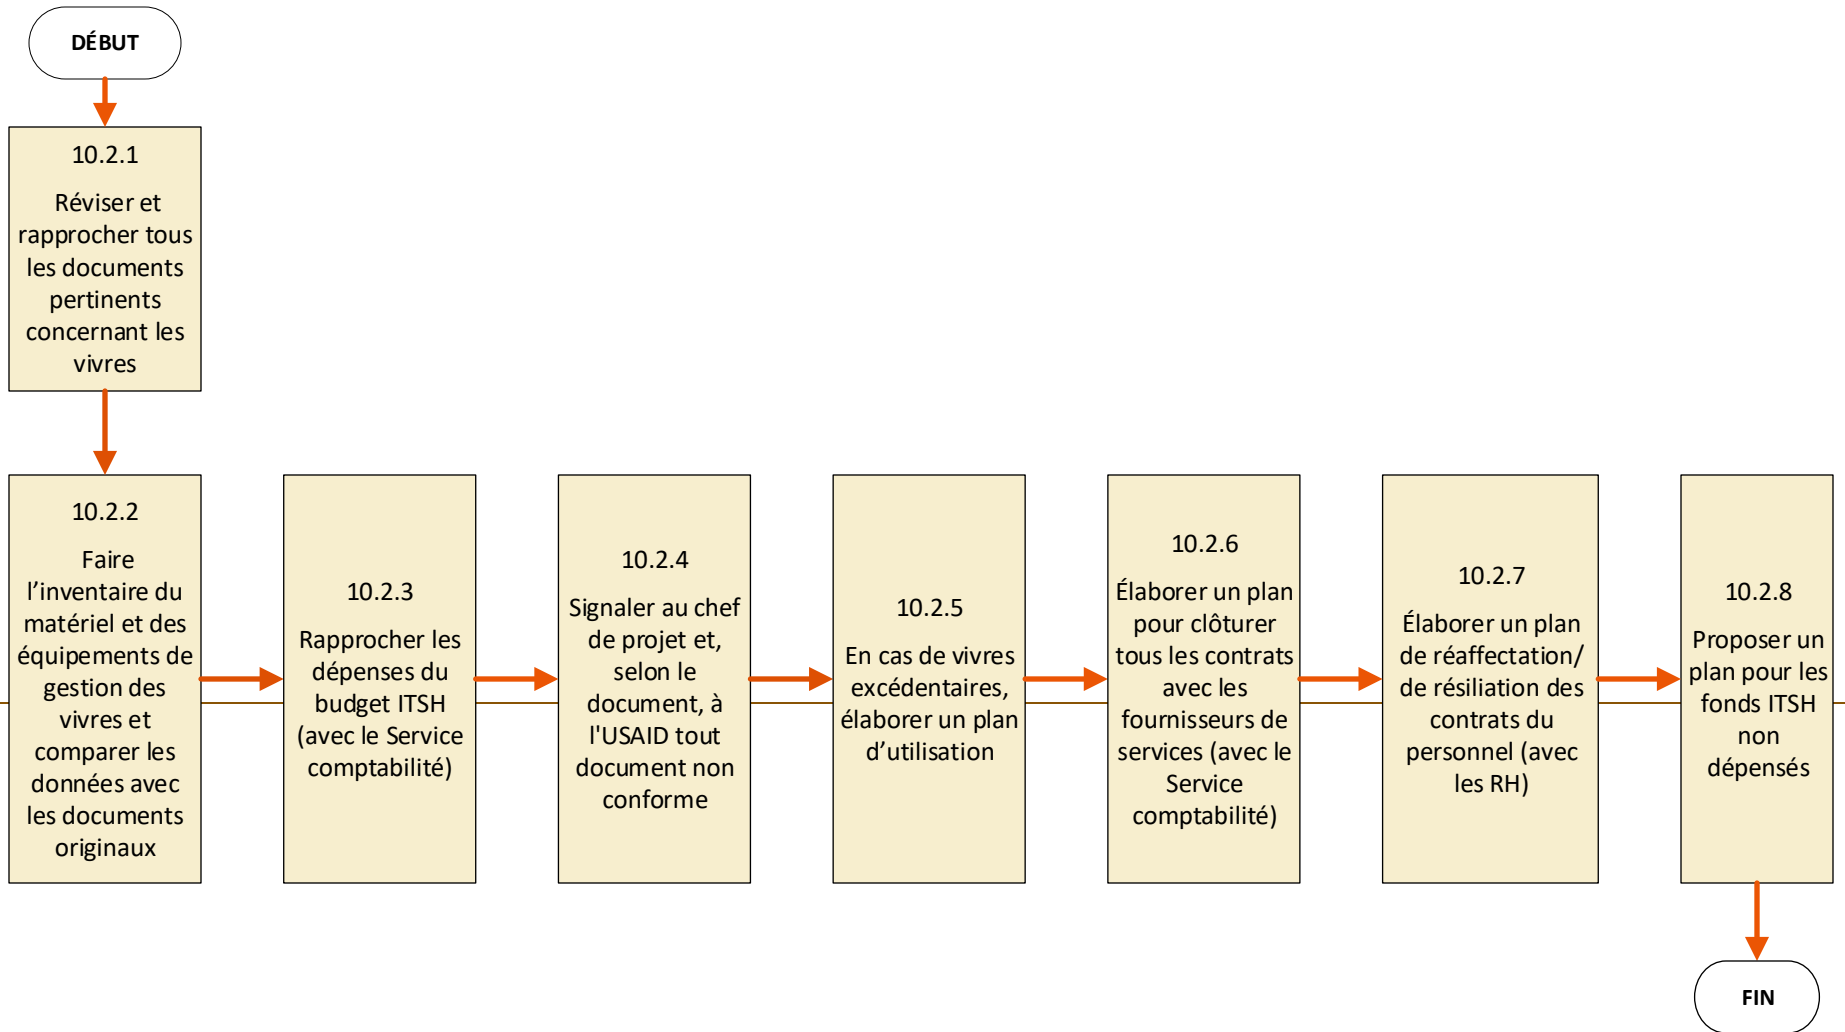 DÉBUT
10.2.1
Réviser et
rapprocher tous
les documents
pertinents
concernant les
vivres
10.2.2
Faire
l’inventaire du
matériel et des
équipements de
gestion des
vivres et
comparer les
données avec
les documents
originaux
10.2.3
Rapprocher les
dépenses du
budget ITSH
(avec le Service
comptabilité)
10.2.4
Signaler au chef
de projet et,
selon le
document, à
l'USAID tout
document non
conforme
10.2.5
En cas de vivres
excédentaires,
élaborer un plan
d’utilisation
10.2.6
Élaborer un plan
pour clôturer
tous les contrats
avec les
fournisseurs de
services (avec le
Service
comptabilité)
10.2.7
Élaborer un plan
de réaffectation/
de résiliation des
contrats du
personnel (avec
les RH)
10.2.8
Proposer un
plan pour les
fonds ITSH
non
dépensés
FIN